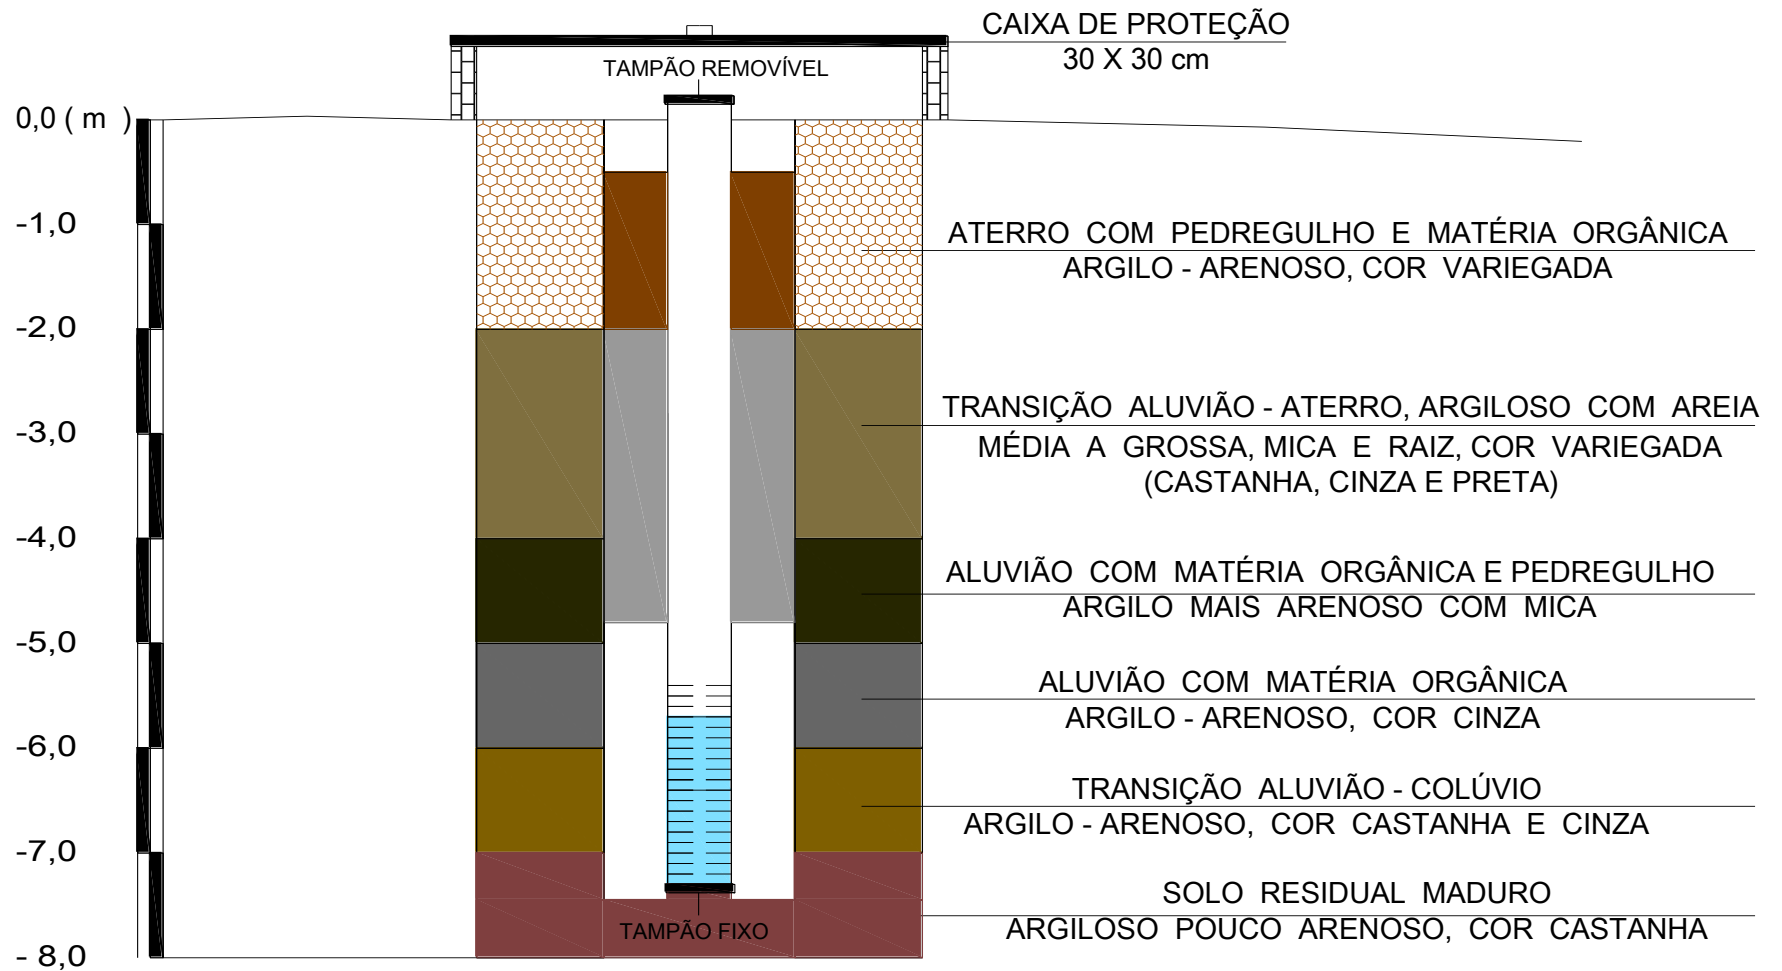 CAIXA DE PROTEÇÃO
30 X 30 cm
TAMPÃO REMOVÍVEL
0,0 ( m )
-1,0
ATERRO COM PEDREGULHO E MATÉRIA ORGÂNICA
ARGILO - ARENOSO, COR VARIEGADA
-2,0
-3,0
TRANSIÇÃO ALUVIÃO - ATERRO, ARGILOSO COM AREIA
MÉDIA A GROSSA, MICA E RAIZ, COR VARIEGADA
(CASTANHA, CINZA E PRETA)
-4,0
ALUVIÃO COM MATÉRIA ORGÂNICA E PEDREGULHO
ARGILO MAIS ARENOSO COM MICA
-5,0
ALUVIÃO COM MATÉRIA ORGÂNICA
ARGILO - ARENOSO, COR CINZA
-6,0
TRANSIÇÃO ALUVIÃO - COLÚVIO
ARGILO - ARENOSO, COR CASTANHA E CINZA
-7,0
SOLO RESIDUAL MADURO
ARGILOSO POUCO ARENOSO, COR CASTANHA
TAMPÃO FIXO
- 8,0